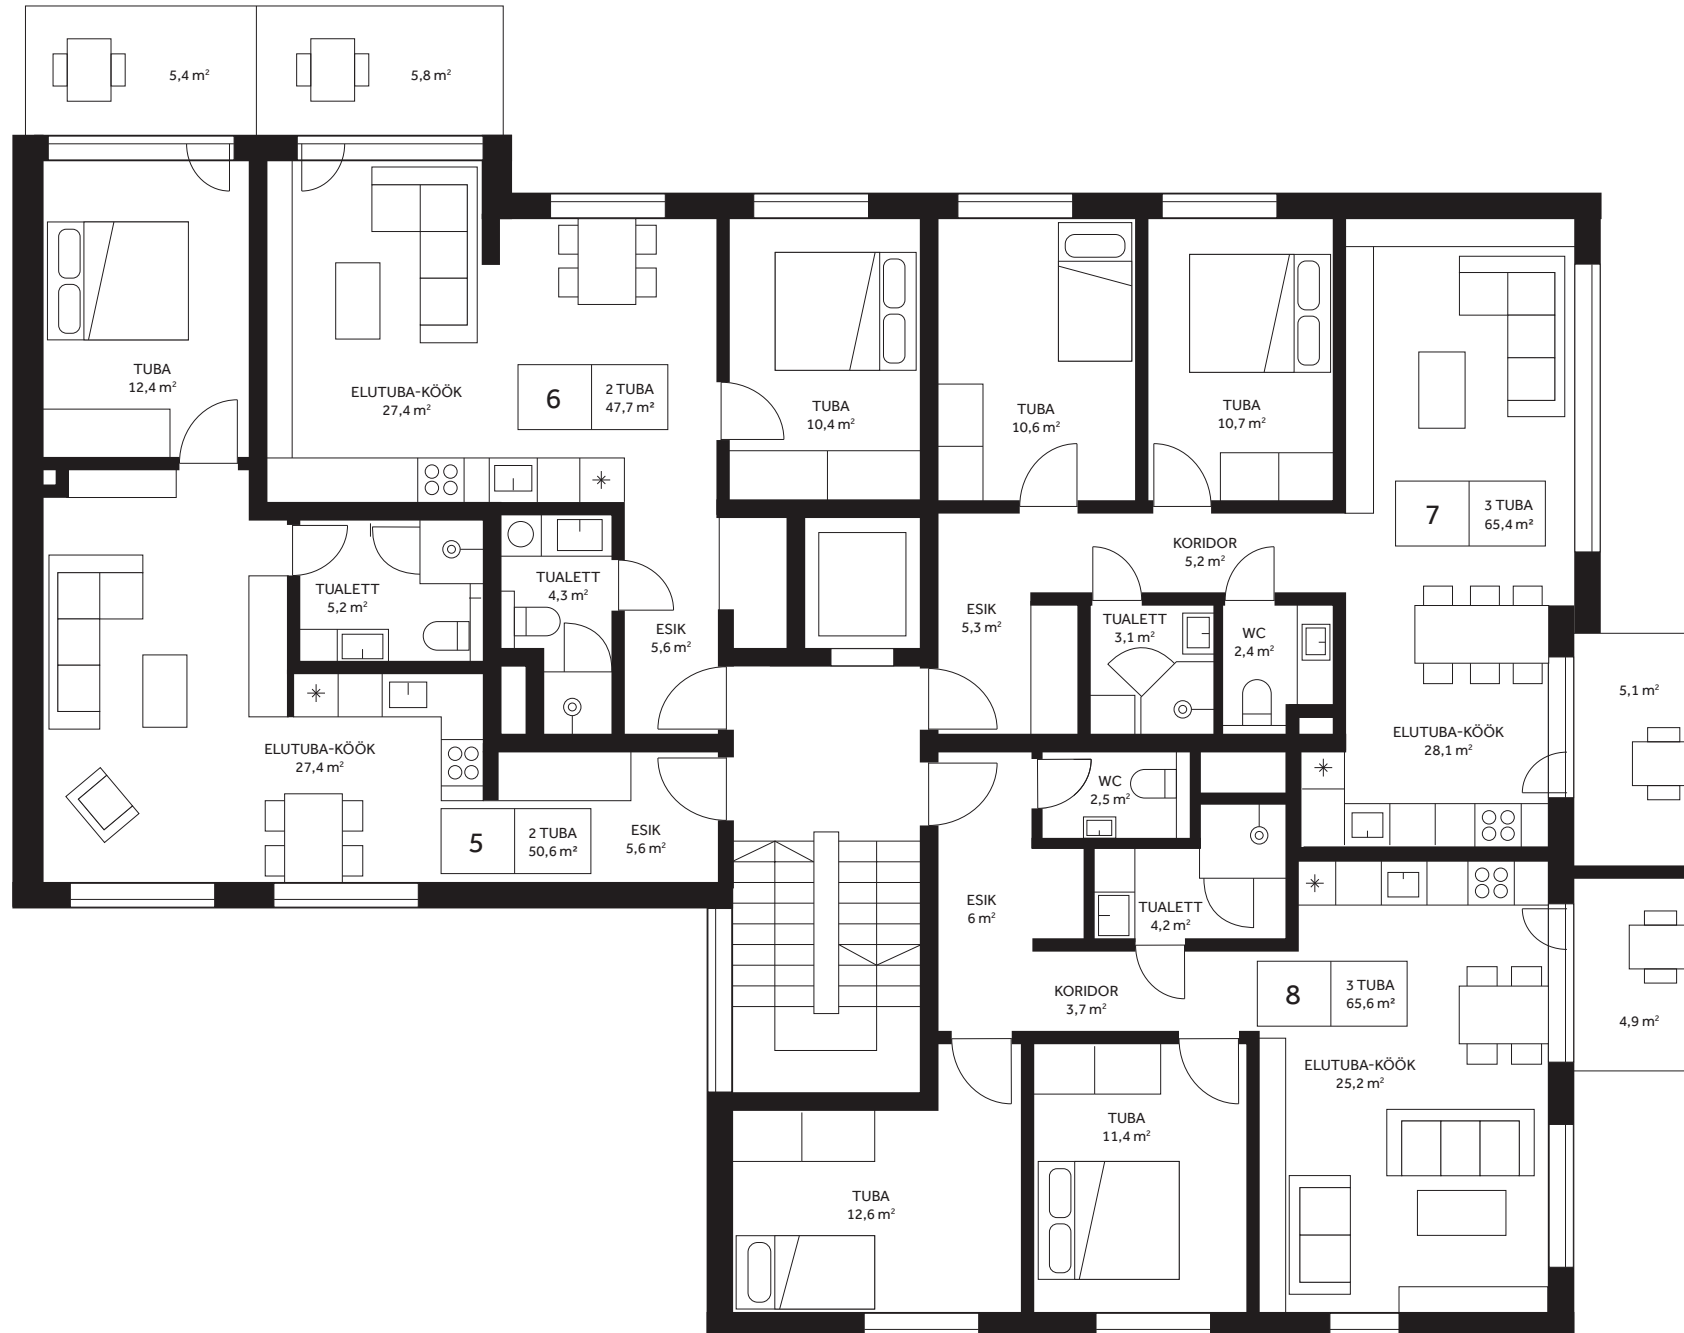 5,4 m²
5,8 m²
TUBA
12,4 m²
ELUTUBA-KÖÖK
27,4 m²
6
2 TUBA
47,7 m²
TUBA
10,4 m²
TUBA
10,6 m²
TUBA
10,7 m²
7
3 TUBA
65,4 m²
KORIDOR
5,2 m²
TUALETT
5,2 m²
TUALETT
4,3 m²
ESIK
5,6 m²
ESIK
5,3 m²
TUALETT
3,1 m²
WC
2,4 m²
5,1 m²
ELUTUBA-KÖÖK
28,1 m²
ELUTUBA-KÖÖK
27,4 m²
WC
2,5 m²
5
2 TUBA
50,6 m²
ESIK
5,6 m²
ESIK
6 m²
TUALETT
4,2 m²
KORIDOR
3,7 m²
8
3 TUBA
65,6 m²
4,9 m²
ELUTUBA-KÖÖK
25,2 m²
TUBA
11,4 m²
TUBA
12,6 m²